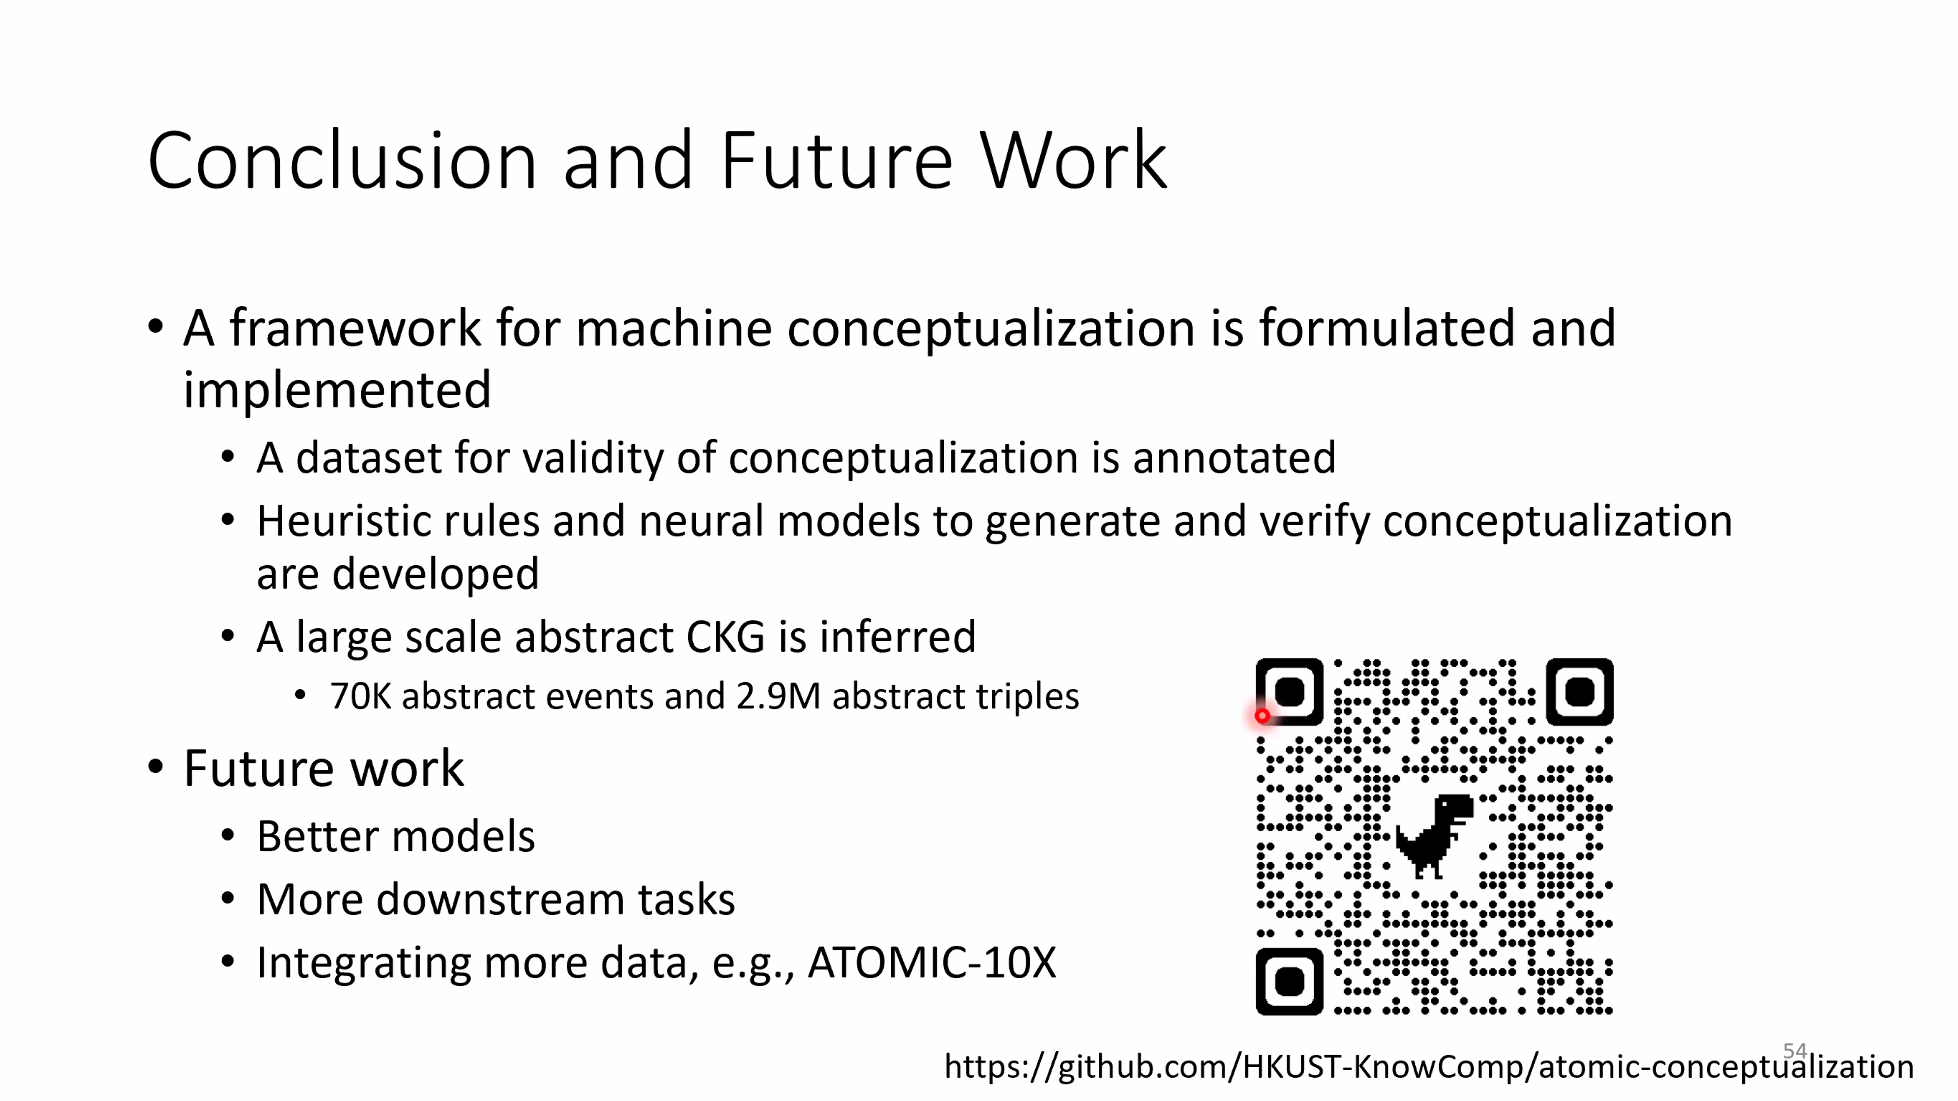 Conclusion and Future Work
• A framework for machine conceptualization is formulated and
implemented
• A dataset for validity of conceptualization is annotated
• Heuristic rules and neural models to generate and verify conceptualization
are developed
• A large scale abstract CKG is inferred
• 70K abstract events and 2.9M abstract triples
• Future work
• Better models
• More downstream tasks
• Integrating more data, e.g., ATOMIC-10X
54
https://github.com/HKUST-KnowComp/atomic-conceptualization